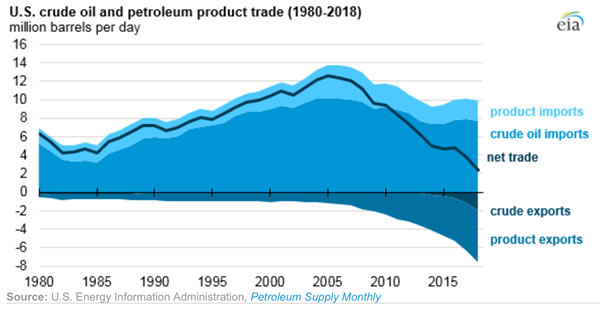 U.S. crude oil and petroleum product trade (1980-2018)
million barrels per day
eia
16
14
12
10
8
6
4
2
0
-2
-4
-6
-8
product imports
crude oil imports
net trade
crude exports
product exports
1980 1985 1990 1995 2000 2005 2010 2015
Source: U.S. Energy Information Administration, Petroleum Supply Monthly